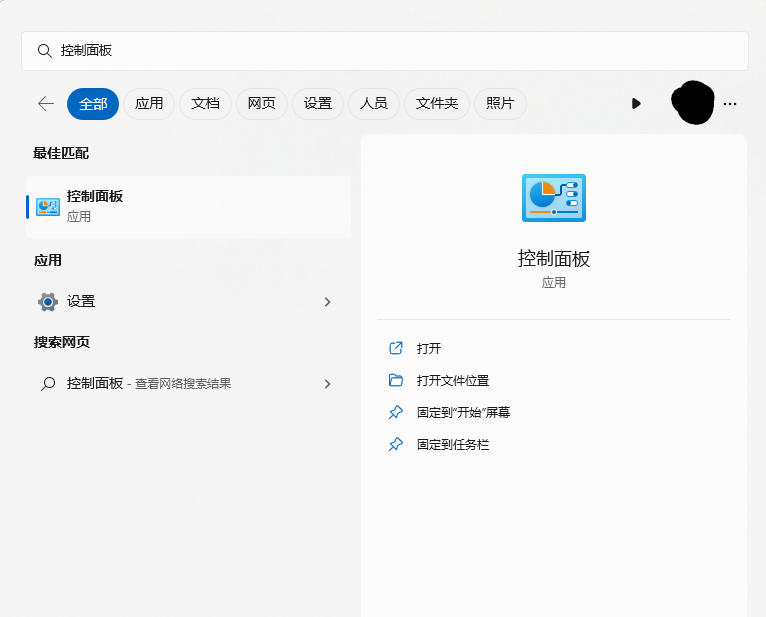 控制面板
全部 应用 文档 网页 设置 人员 文件夹 照片
最佳匹配
控制面板
应用
应用
设置
搜索网页
控制面板 - 查看网络搜索结果
控制面板
应用
打开
打开文件位置
固定到"开始"屏幕
固定到任务栏